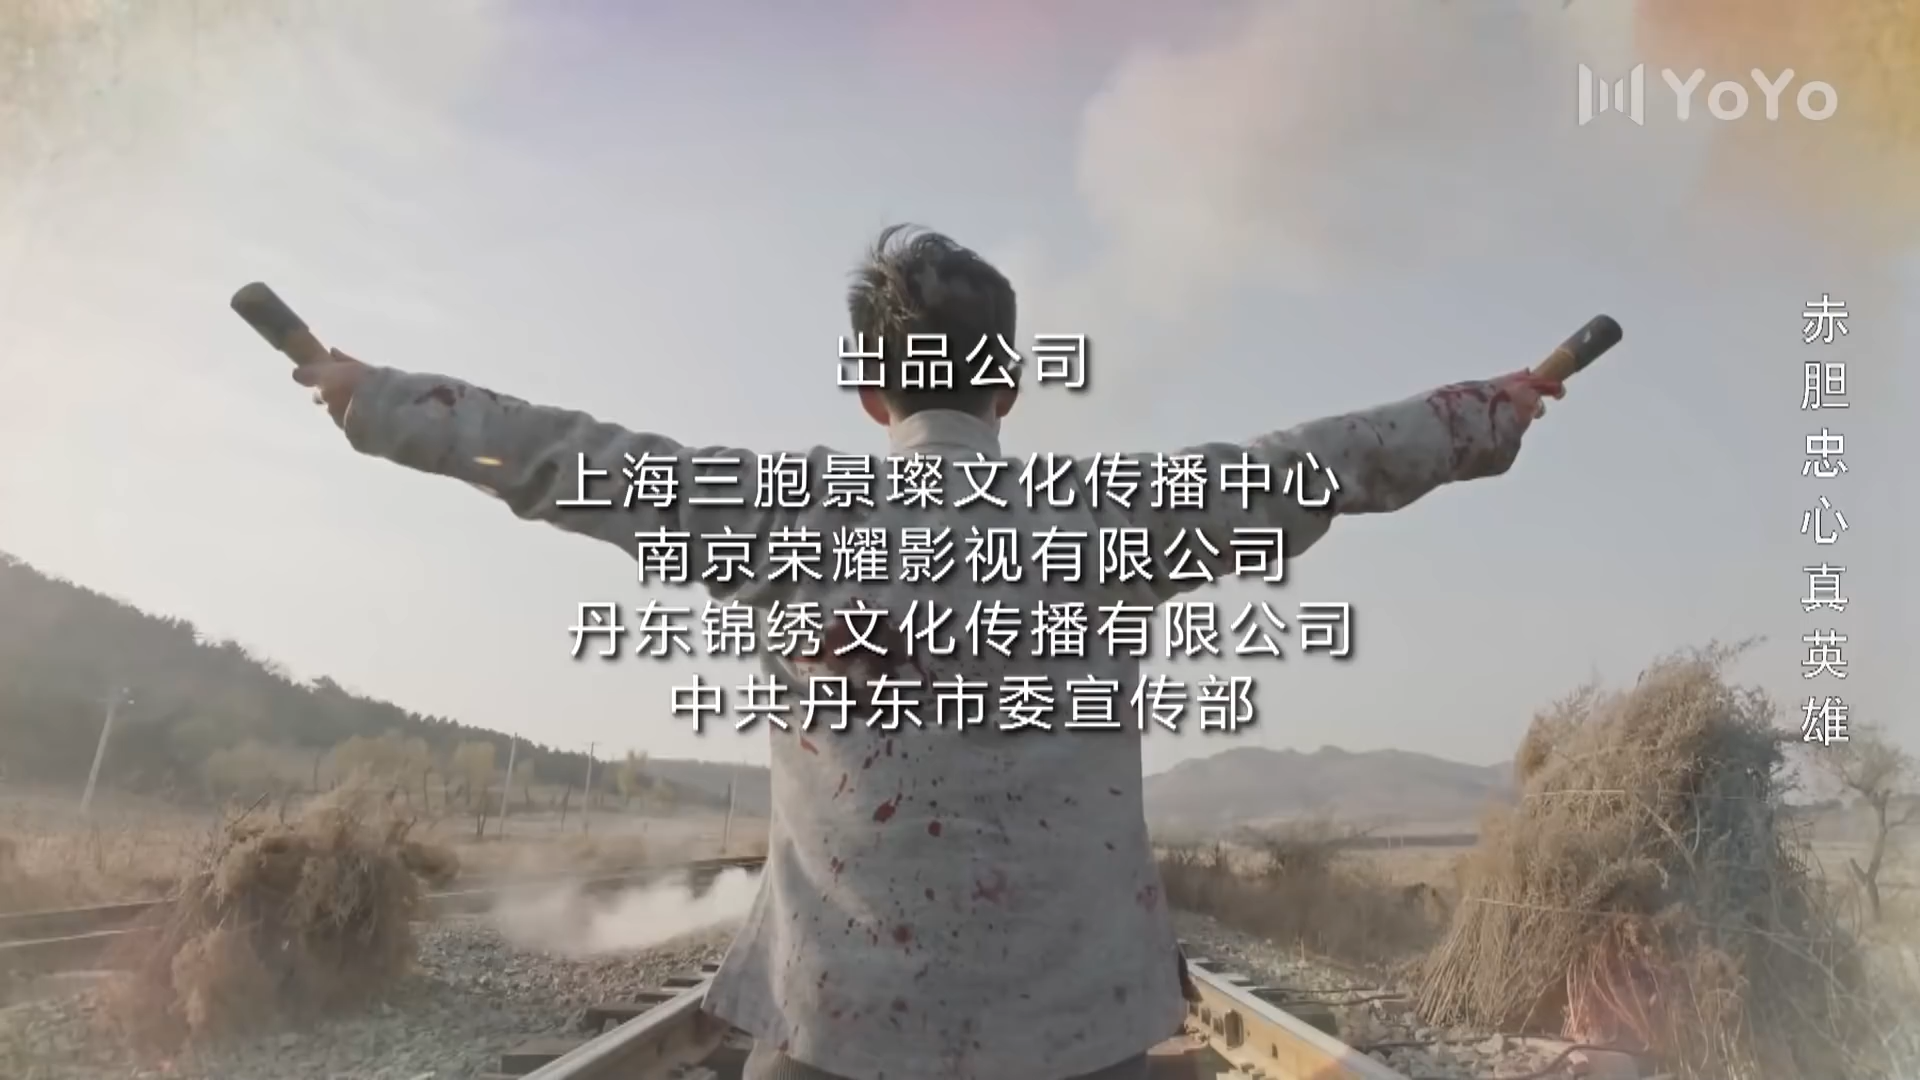 YoYo
出品公司
上海三胞景璨文化传播中心
南京荣耀影视有限公司
丹东锦绣文化传播有限公司
中共丹东市委宣传部
赤胆忠心真英雄